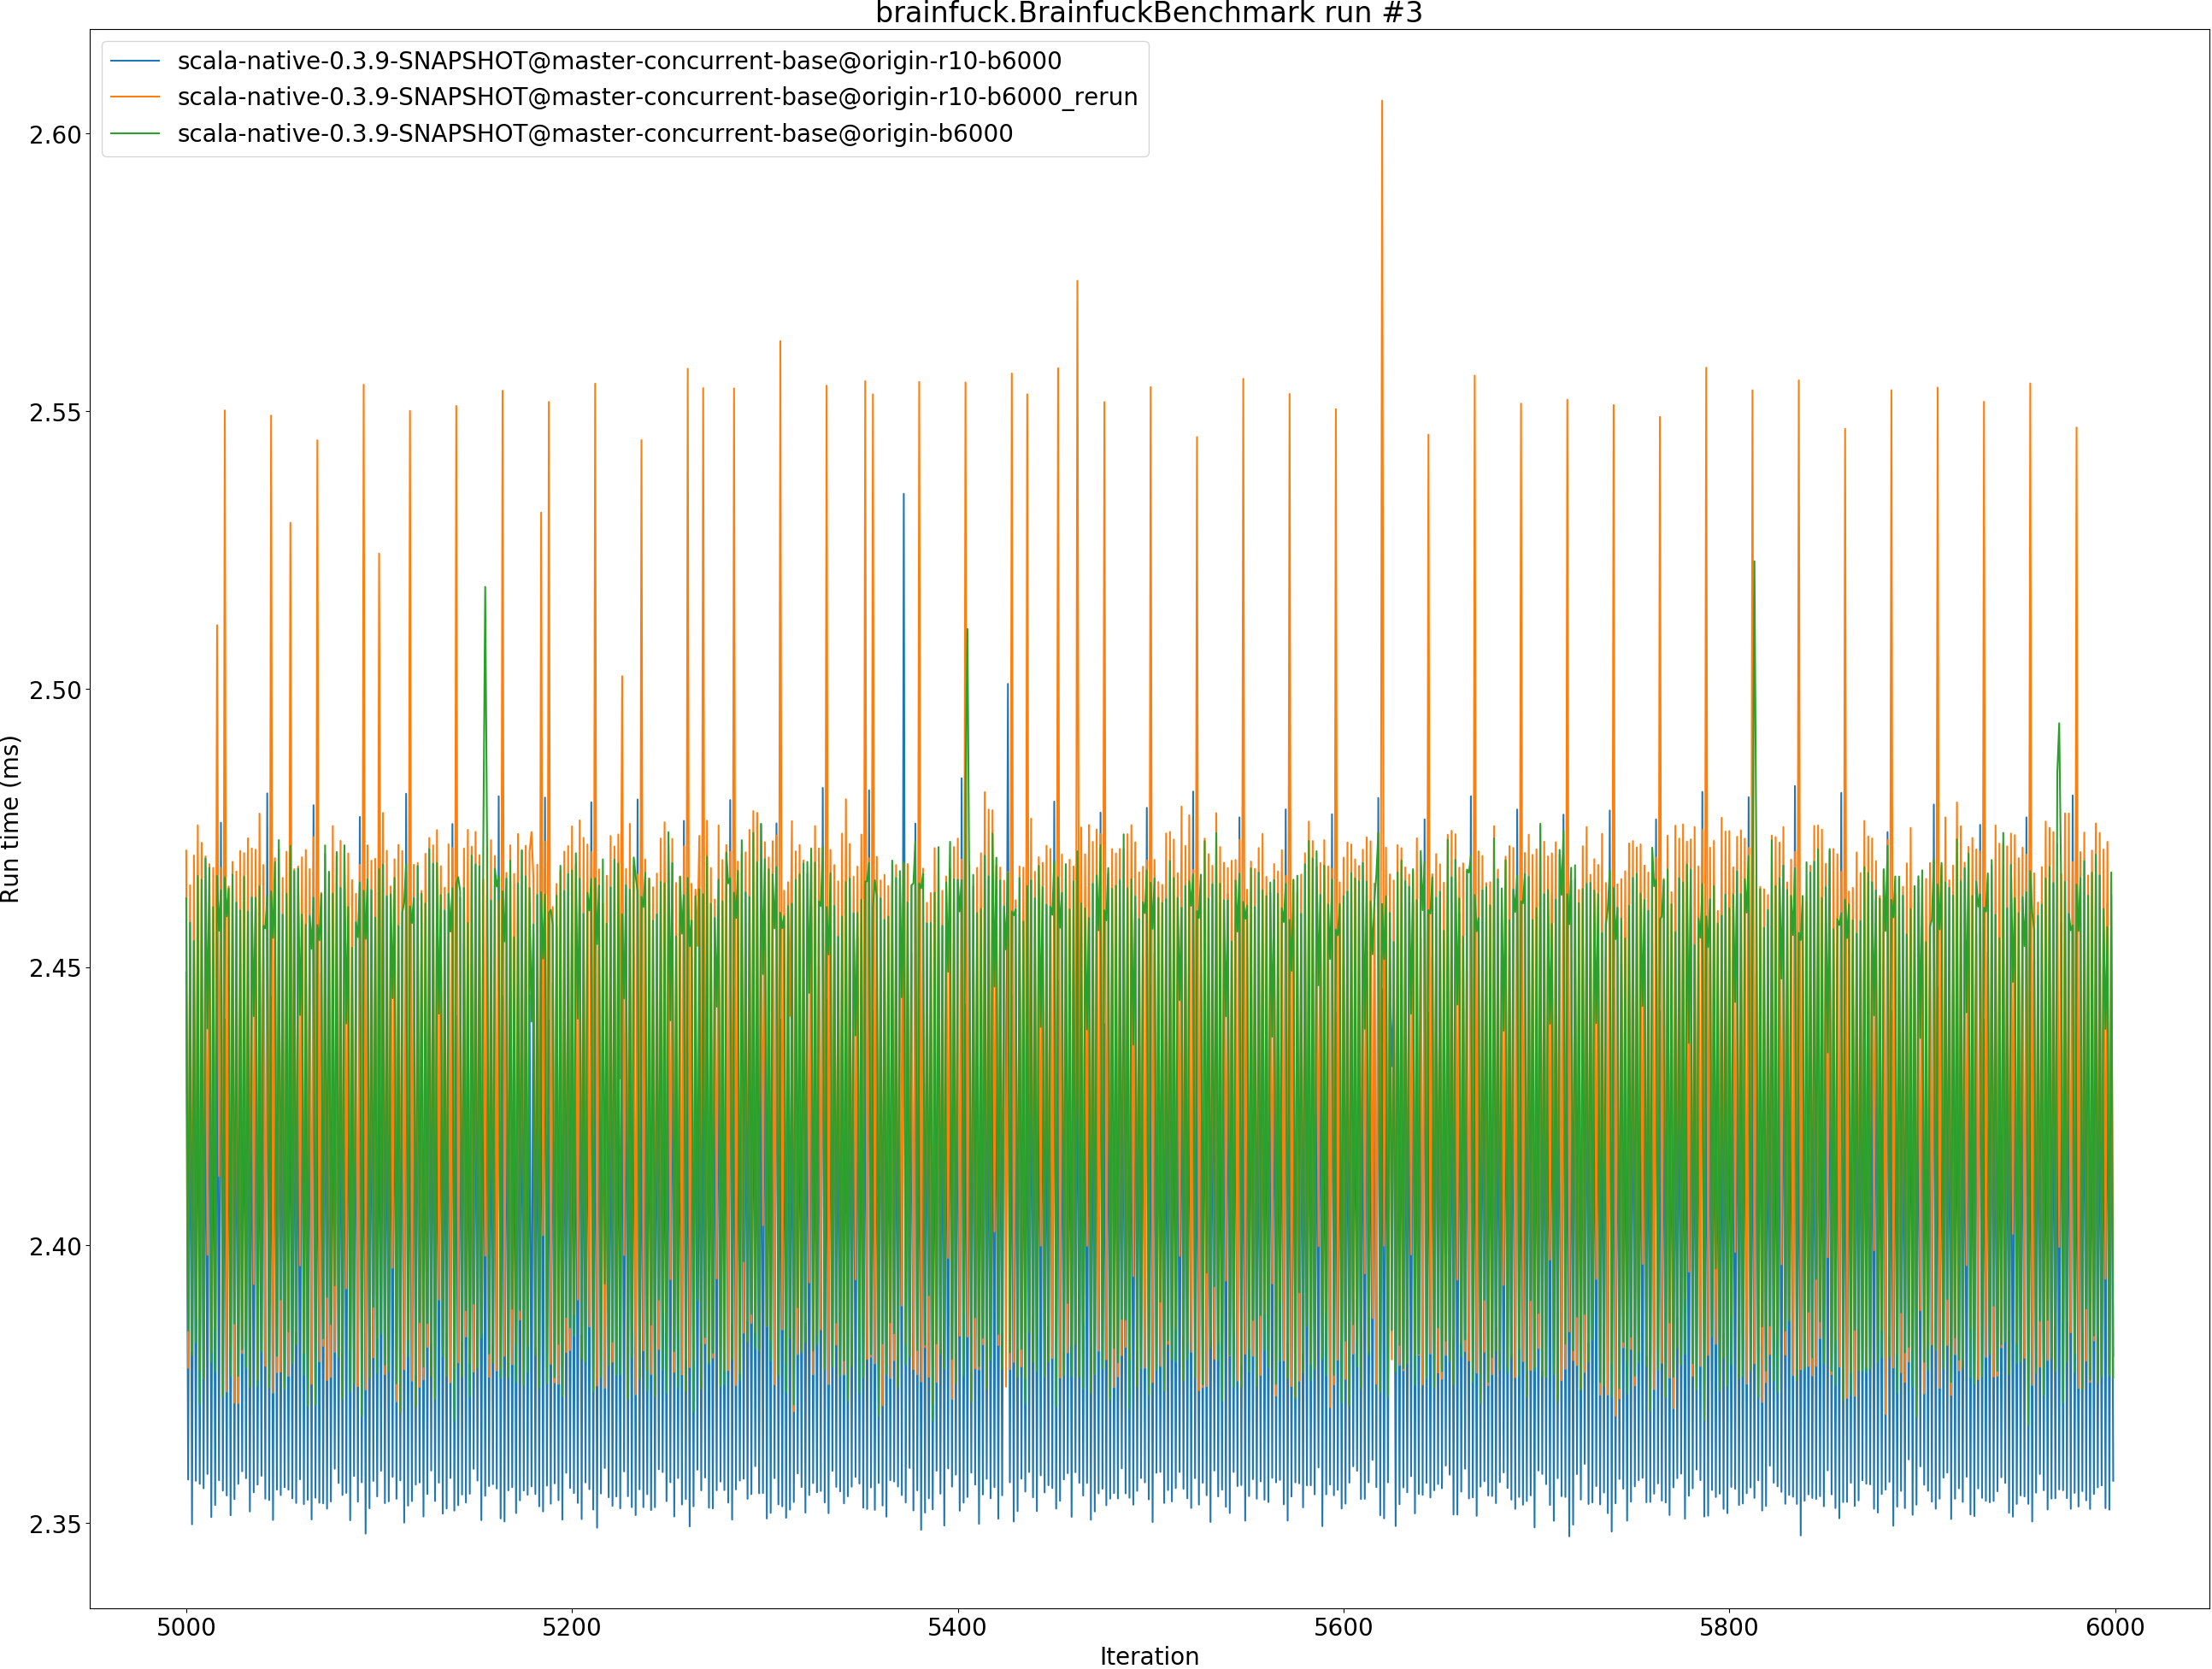 brainfuck.BrainfuckBenchmark run #3
scala-native-0.3.9-SNAPSHOT@master-concurrent-base@origin-r10-b6000
scala-native-0.3.9-SNAPSHOT@master-concurrent-base@origin-r10-b6000_rerun
scala-native-0.3.9-SNAPSHOT@master-concurrent-base@origin-b6000
2.60
2.55
2.50
2.45
2.40
2.35
Run time (ms)
5000 5200 5400 5600 5800 6000
Iteration